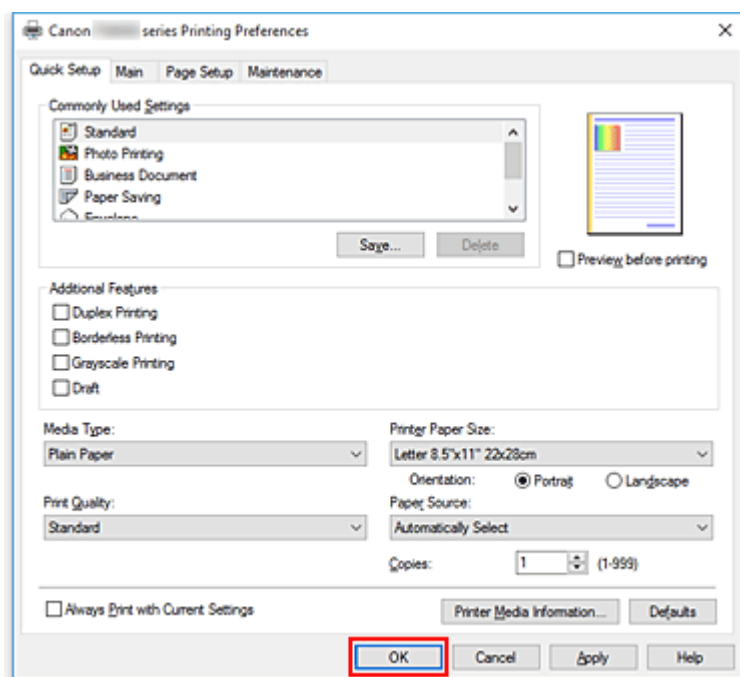 Canon series Printing Preferences
Quick Setup Main Page Setup Maintenance
Commonly Used Settings
Standard
Photo Printing
Business Document
Paper Saving
Envelope
Save... Delete
Preview before printing
Additional Features
Duplex Printing
Borderless Printing
Grayscale Printing
Draft
Media Type: Printer Paper Size:
Plain Paper Letter 8.5"x11" 22x28cm
Orientation: Portrait Landscape
Print Quality: Paper Source:
Standard Automatically Select
Copies: 1 (1-999)
Always Print with Current Settings Printer Media Information... Defaults
OK Cancel Apply Help